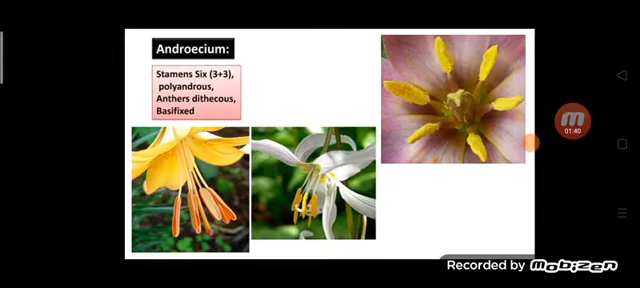 Androecium:
Stamens Six (3+3),
polyandrous,
Anthers dithecous,
Basifixed
01:40
Recorded by MOBIZEN